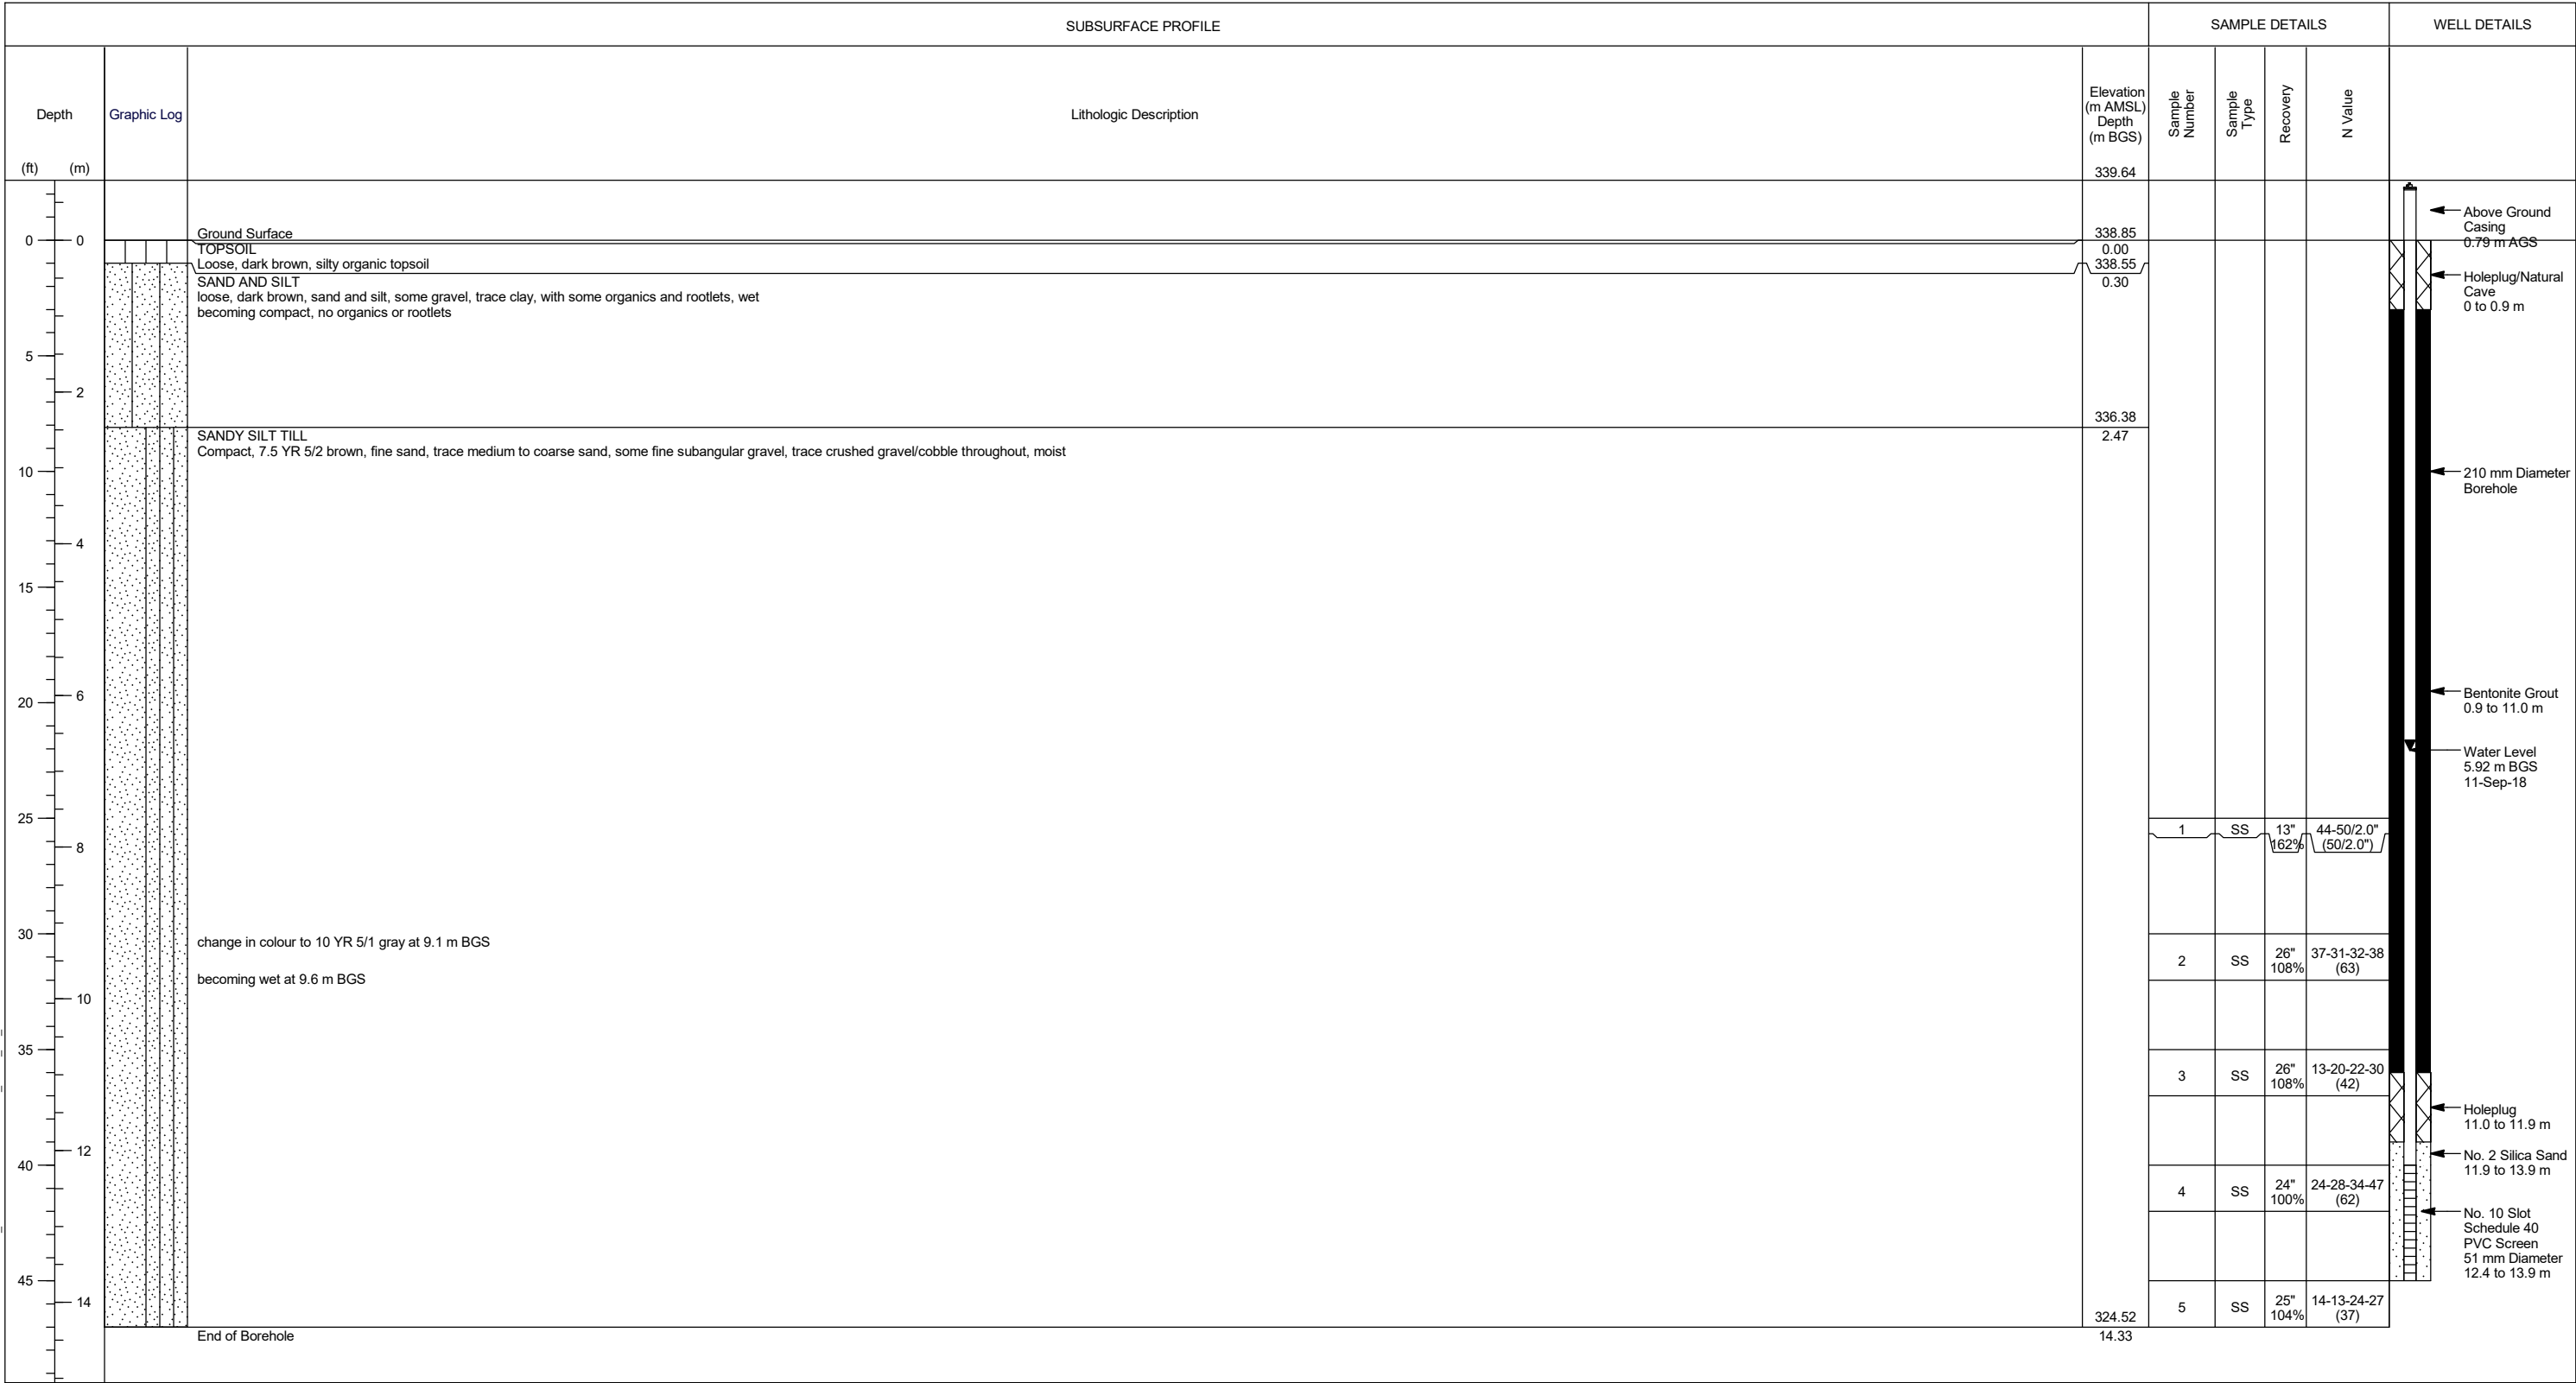 SUBSURFACE PROFILE
SAMPLE DETAILS
WELL DETAILS
Depth
(ft)
(m)
Graphic Log
Lithologic Description
Elevation
(m AMSL)
Depth
(m BGS)
Sample
Number
Sample
Type
Recovery
N Value
339.64
Ground Surface
338.85
0.00
TOPSOIL
Loose, dark brown, silty organic topsoil
338.55
0.30
SAND AND SILT
loose, dark brown, sand and silt, some gravel, trace clay, with some organics and rootlets, wet
becoming compact, no organics or rootlets
336.38
2.47
SANDY SILT TILL
Compact, 7.5 YR 5/2 brown, fine sand, trace medium to coarse sand, some fine subangular gravel, trace crushed gravel/cobble throughout, moist
change in colour to 10 YR 5/1 gray at 9.1 m BGS
becoming wet at 9.6 m BGS
324.52
14.33
End of Borehole
0
5
10
15
20
25
30
35
40
45
0
2
4
6
8
10
12
14
1 SS 13" 44-50/2.0"
162% (50/2.0")
2 SS 26" 37-31-32-38
108% (63)
3 SS 26" 13-20-22-30
108% (42)
4 SS 24" 24-28-34-47
100% (62)
5 SS 25" 14-13-24-27
104% (37)
Above Ground
Casing
0.79 m AGS
Holeplug/Natural
Cave
0 to 0.9 m
210 mm Diameter
Borehole
Bentonite Grout
0.9 to 11.0 m
Water Level
5.92 m BGS
11-Sep-18
Holeplug
11.0 to 11.9 m
No. 2 Silica Sand
11.9 to 13.9 m
No. 10 Slot
Schedule 40
PVC Screen
51 mm Diameter
12.4 to 13.9 m